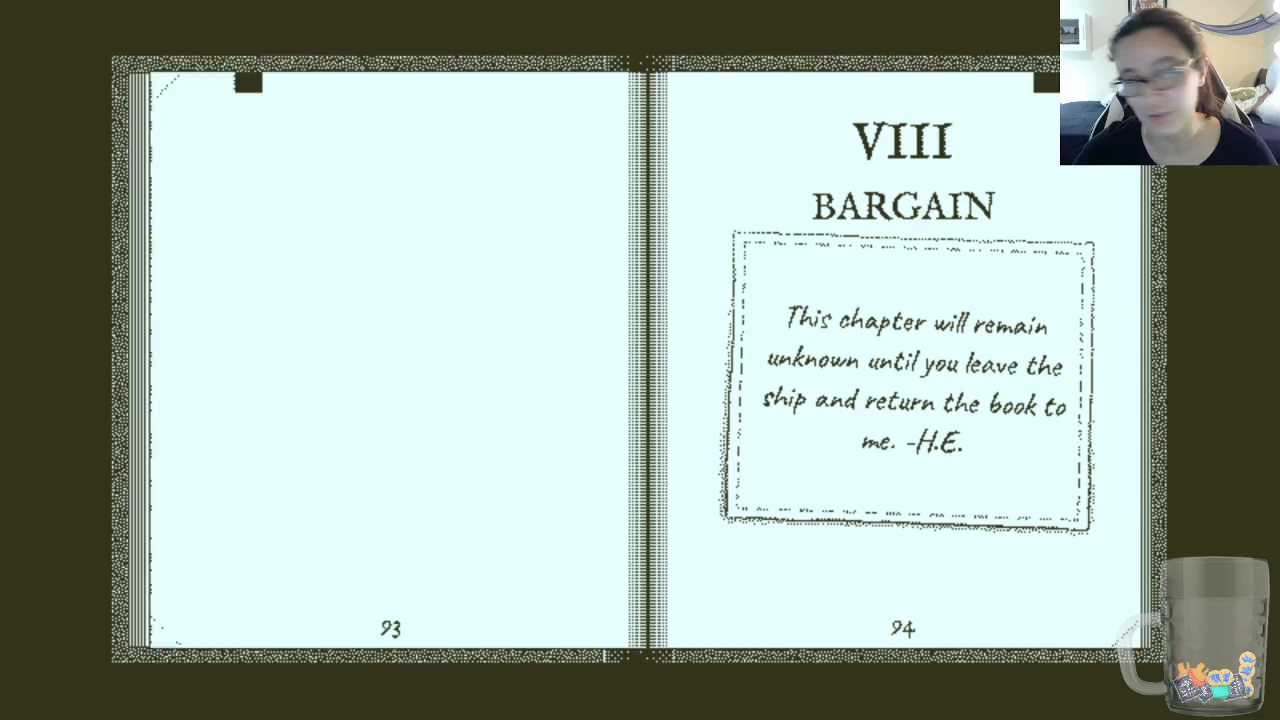 VIII
BARGAIN
This chapter will remain
unknown until you leave the
ship and return the book to
me. -H.E.
93
94